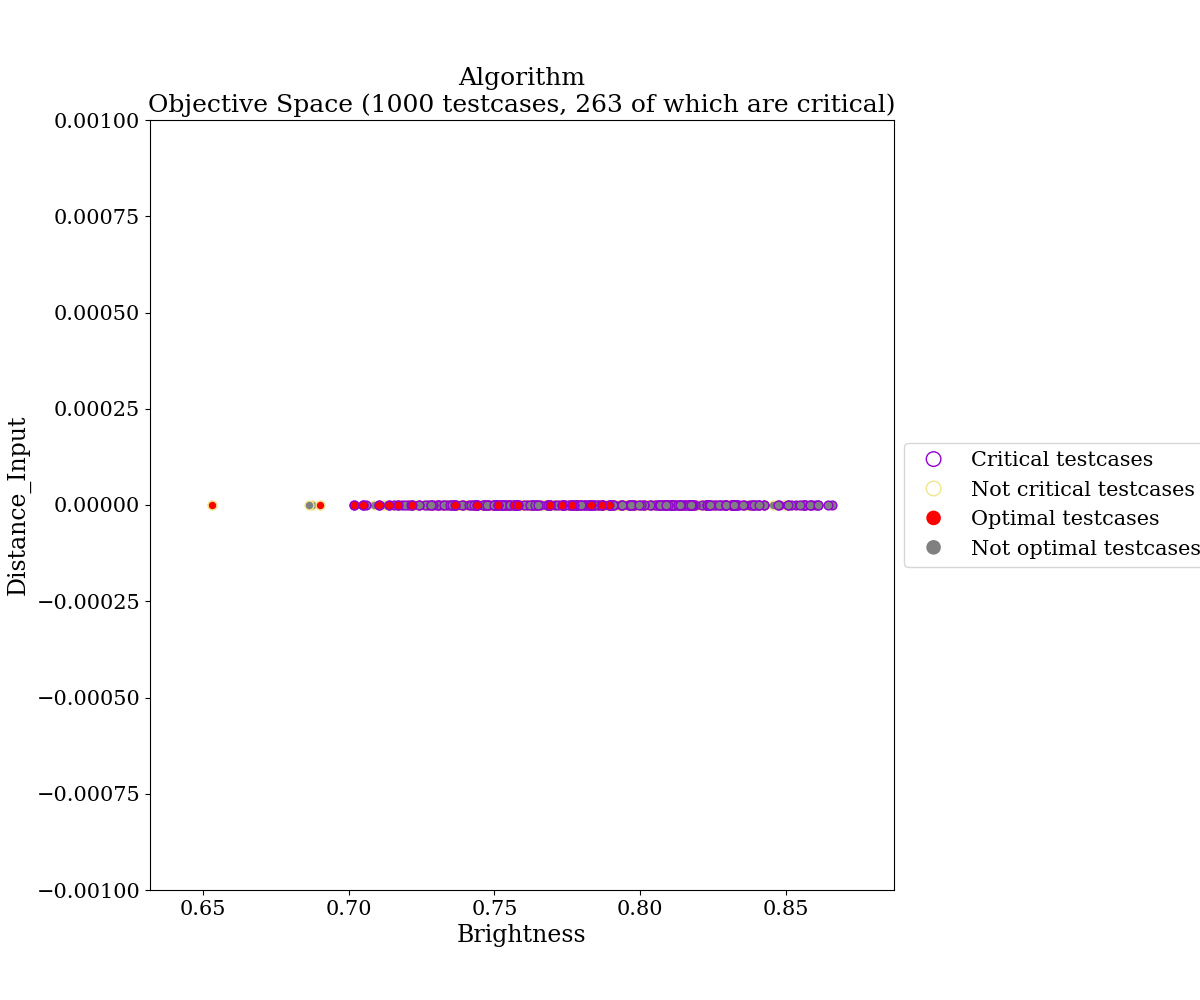 Algorithm
Objective Space (1000 testcases, 263 of which are critical)
0.00100
0.00075
0.00050
0.00025
0.00000
−0.00025
−0.00050
−0.00075
−0.00100
Distance_Input
0.65 0.70 0.75 0.80 0.85
Brightness
Critical testcases
Not critical testcases
Optimal testcases
Not optimal testcases